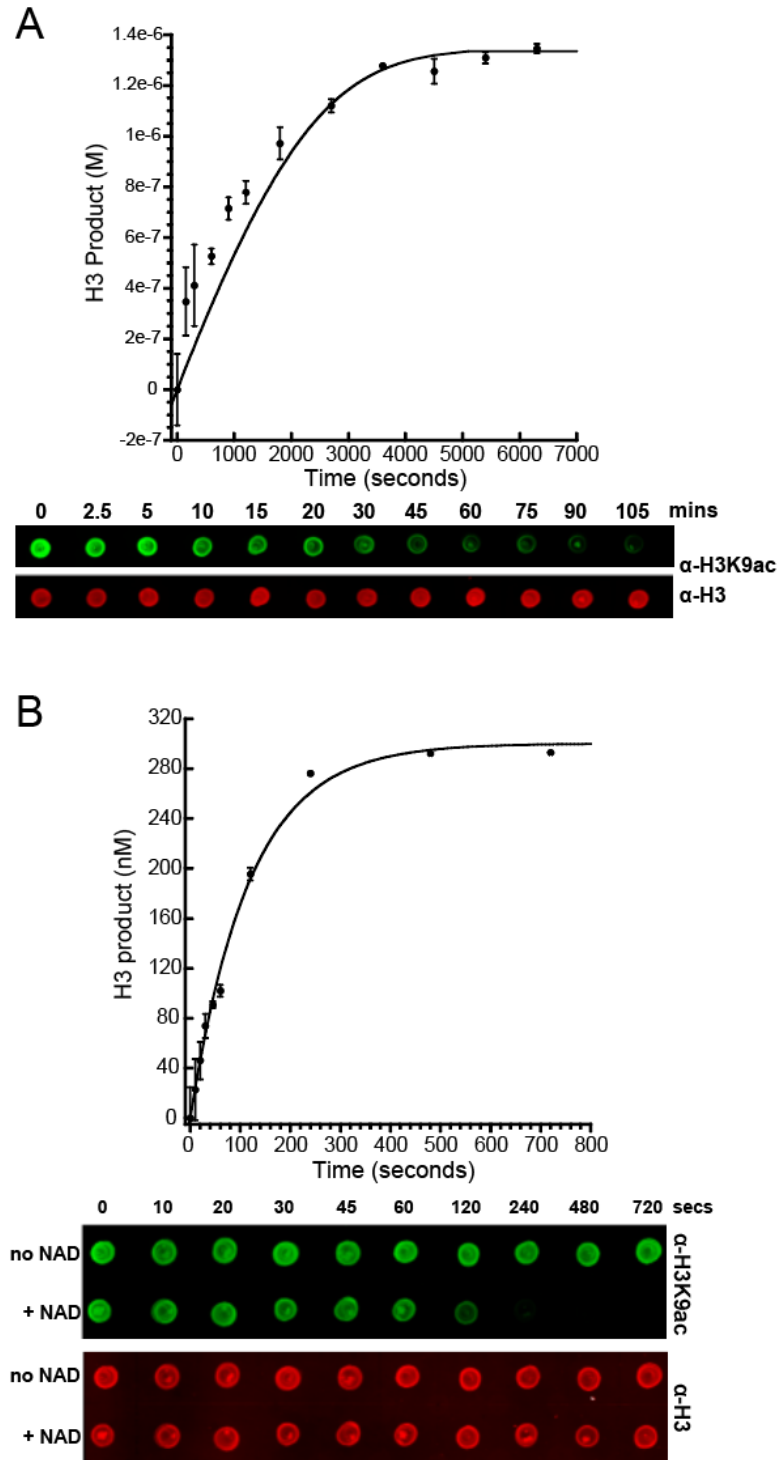 A
1.4e-6
1.2e-6
1e-6
8e-7
6e-7
4e-7
2e-7
0
-2e-7
H3 Product (M)
0 1000 2000 3000 4000 5000 6000 7000
Time (seconds)
0 2.5 5 10 15 20 30 45 60 75 90 105 mins
α-H3K9ac
α-H3
B
320
280
240
200
160
120
80
40
0
H3 product (nM)
0 100 200 300 400 500 600 700 800
Time (seconds)
0 10 20 30 45 60 120 240 480 720 secs
no NAD
+ NAD
α-H3K9ac
no NAD
+ NAD
α-H3